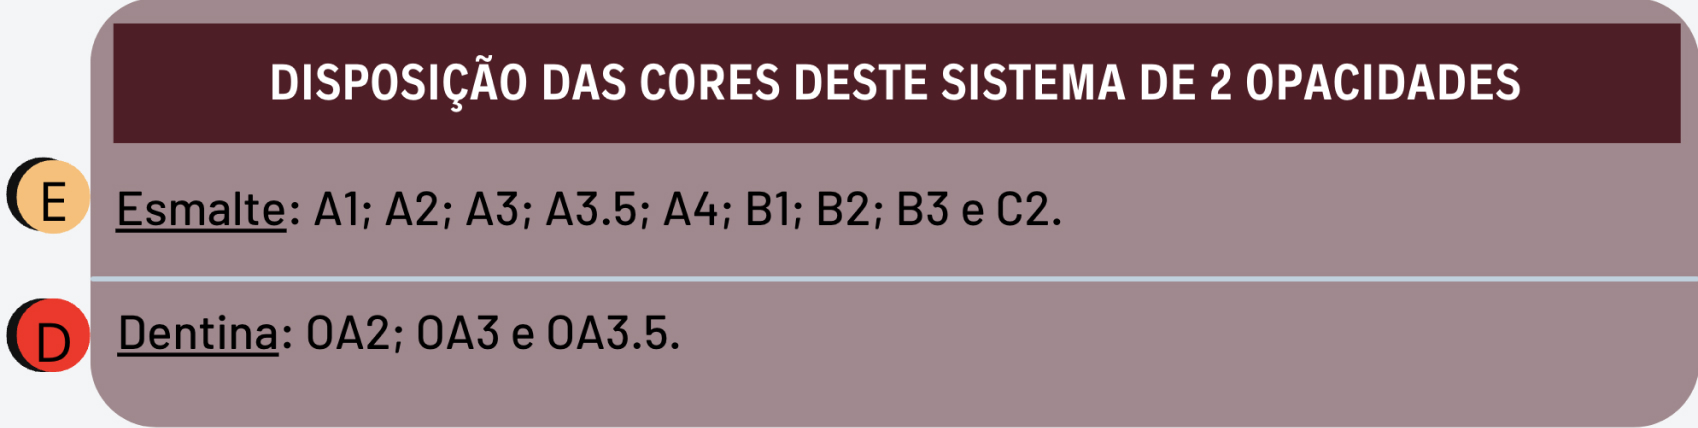 DISPOSIÇÃO DAS CORES DESTE SISTEMA DE 2 OPACIDADES
E
Esmalte: A1; A2; A3; A3.5; A4; B1; B2; B3 e C2.
D
Dentina: OA2; OA3 e OA3.5.